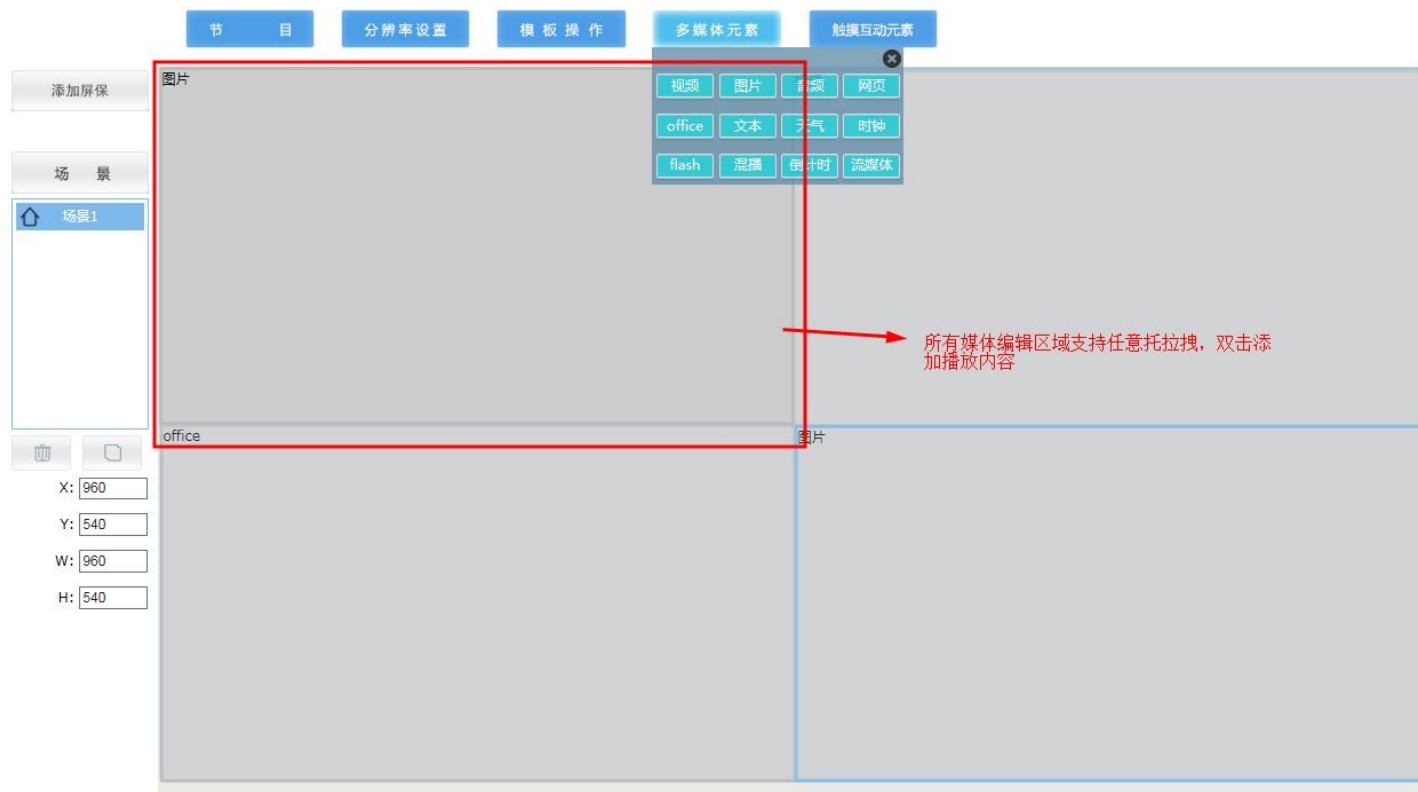 节 目
分辨率设置
模板操作
多媒体元素
触摸互动元素
添加屏保
场 景
场景1
X: 960
Y: 540
W: 960
H: 540
图片
视频 图片 音频 网页
office 文本 天气 时钟
flash 混播 倒计时 流媒体
所有媒体编辑区域支持任意托拉拽，双击添
加播放内容
office
图片